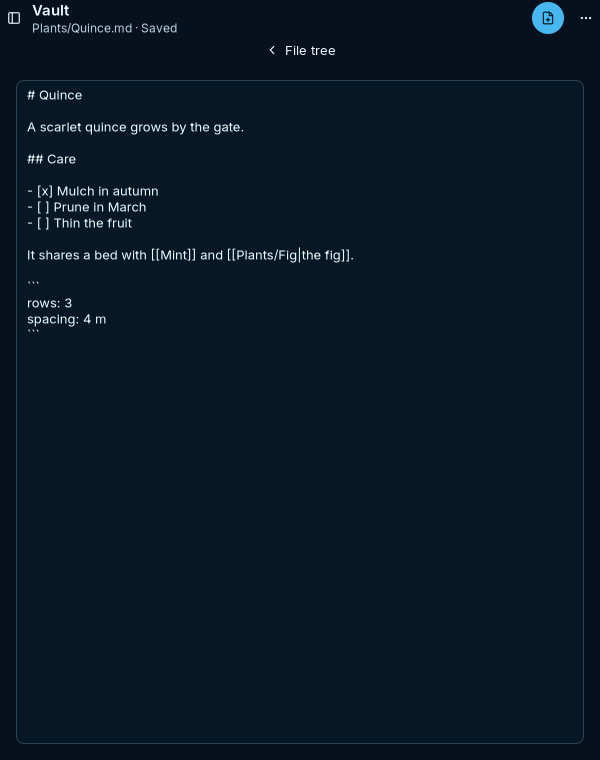 Vault
Plants/Quince.md · Saved
File tree
# Quince
A scarlet quince grows by the gate.
## Care
- [x] Mulch in autumn
- [ ] Prune in March
- [ ] Thin the fruit
It shares a bed with [[Mint]] and [[Plants/Fig|the fig]].
```
rows: 3
spacing: 4 m
```